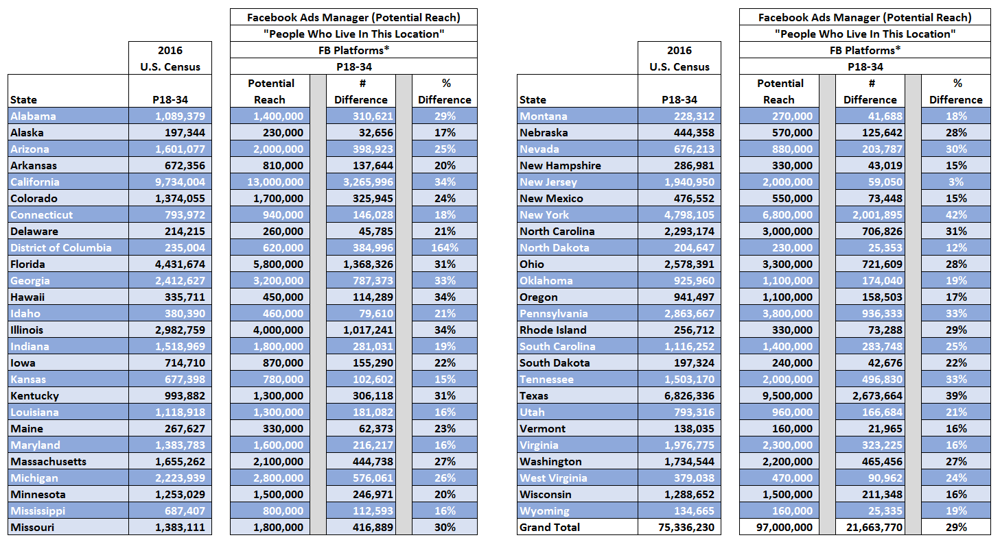 Facebook Ads Manager (Potential Reach)
"People Who Live In This Location"
2016 FB Platforms*
U.S. Census P18-34
Potential # %
State P18-34 Reach Difference Difference
Alabama 1,089,379 1,400,000 310,621 29%
Alaska 197,344 230,000 32,656 17%
Arizona 1,601,077 2,000,000 398,923 25%
Arkansas 672,356 810,000 137,644 20%
California 9,734,004 13,000,000 3,265,996 34%
Colorado 1,374,055 1,700,000 325,945 24%
Connecticut 793,972 940,000 146,028 18%
Delaware 214,215 260,000 45,785 21%
District of Columbia 235,004 620,000 384,996 164%
Florida 4,431,674 5,800,000 1,368,326 31%
Georgia 2,412,627 3,200,000 787,373 33%
Hawaii 335,711 450,000 114,289 34%
Idaho 380,390 460,000 79,610 21%
Illinois 2,982,759 4,000,000 1,017,241 34%
Indiana 1,518,969 1,800,000 281,031 19%
Iowa 714,710 870,000 155,290 22%
Kansas 677,398 780,000 102,602 15%
Kentucky 993,882 1,300,000 306,118 31%
Louisiana 1,118,918 1,300,000 181,082 16%
Maine 267,627 330,000 62,373 23%
Maryland 1,383,783 1,600,000 216,217 16%
Massachusetts 1,655,262 2,100,000 444,738 27%
Michigan 2,223,939 2,800,000 576,061 26%
Minnesota 1,253,029 1,500,000 246,971 20%
Mississippi 687,407 800,000 112,593 16%
Missouri 1,383,111 1,800,000 416,889 30%
Facebook Ads Manager (Potential Reach)
"People Who Live In This Location"
2016 FB Platforms*
U.S. Census P18-34
Potential # %
State P18-34 Reach Difference Difference
Montana 228,312 270,000 41,688 18%
Nebraska 444,358 570,000 125,642 28%
Nevada 676,213 880,000 203,787 30%
New Hampshire 286,981 330,000 43,019 15%
New Jersey 1,940,950 2,000,000 59,050 3%
New Mexico 476,552 550,000 73,448 15%
New York 4,798,105 6,800,000 2,001,895 42%
North Carolina 2,293,174 3,000,000 706,826 31%
North Dakota 204,647 230,000 25,353 12%
Ohio 2,578,391 3,300,000 721,609 28%
Oklahoma 925,960 1,100,000 174,040 19%
Oregon 941,497 1,100,000 158,503 17%
Pennsylvania 2,863,667 3,800,000 936,333 33%
Rhode Island 256,712 330,000 73,288 29%
South Carolina 1,116,252 1,400,000 283,748 25%
South Dakota 197,324 240,000 42,676 22%
Tennessee 1,503,170 2,000,000 496,830 33%
Texas 6,826,336 9,500,000 2,673,664 39%
Utah 793,316 960,000 166,684 21%
Vermont 138,035 160,000 21,965 16%
Virginia 1,976,775 2,300,000 323,225 16%
Washington 1,734,544 2,200,000 465,456 27%
West Virginia 379,038 470,000 90,962 24%
Wisconsin 1,288,652 1,500,000 211,348 16%
Wyoming 134,665 160,000 25,335 19%
Grand Total 75,336,230 97,000,000 21,663,770 29%